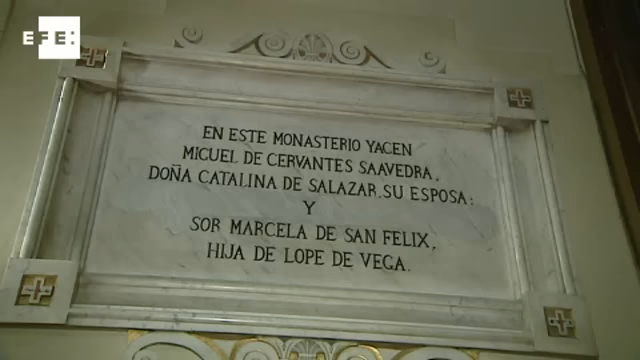 EFE:
EN ESTE MONASTERIO YACEN
MIGUEL DE CERVANTES SAAVEDRA,
DOÑA CATALINA DE SALAZAR, SU ESPOSA;
Y
SOR MARCELA DE SAN FELIX,
HIJA DE LOPE DE VEGA.